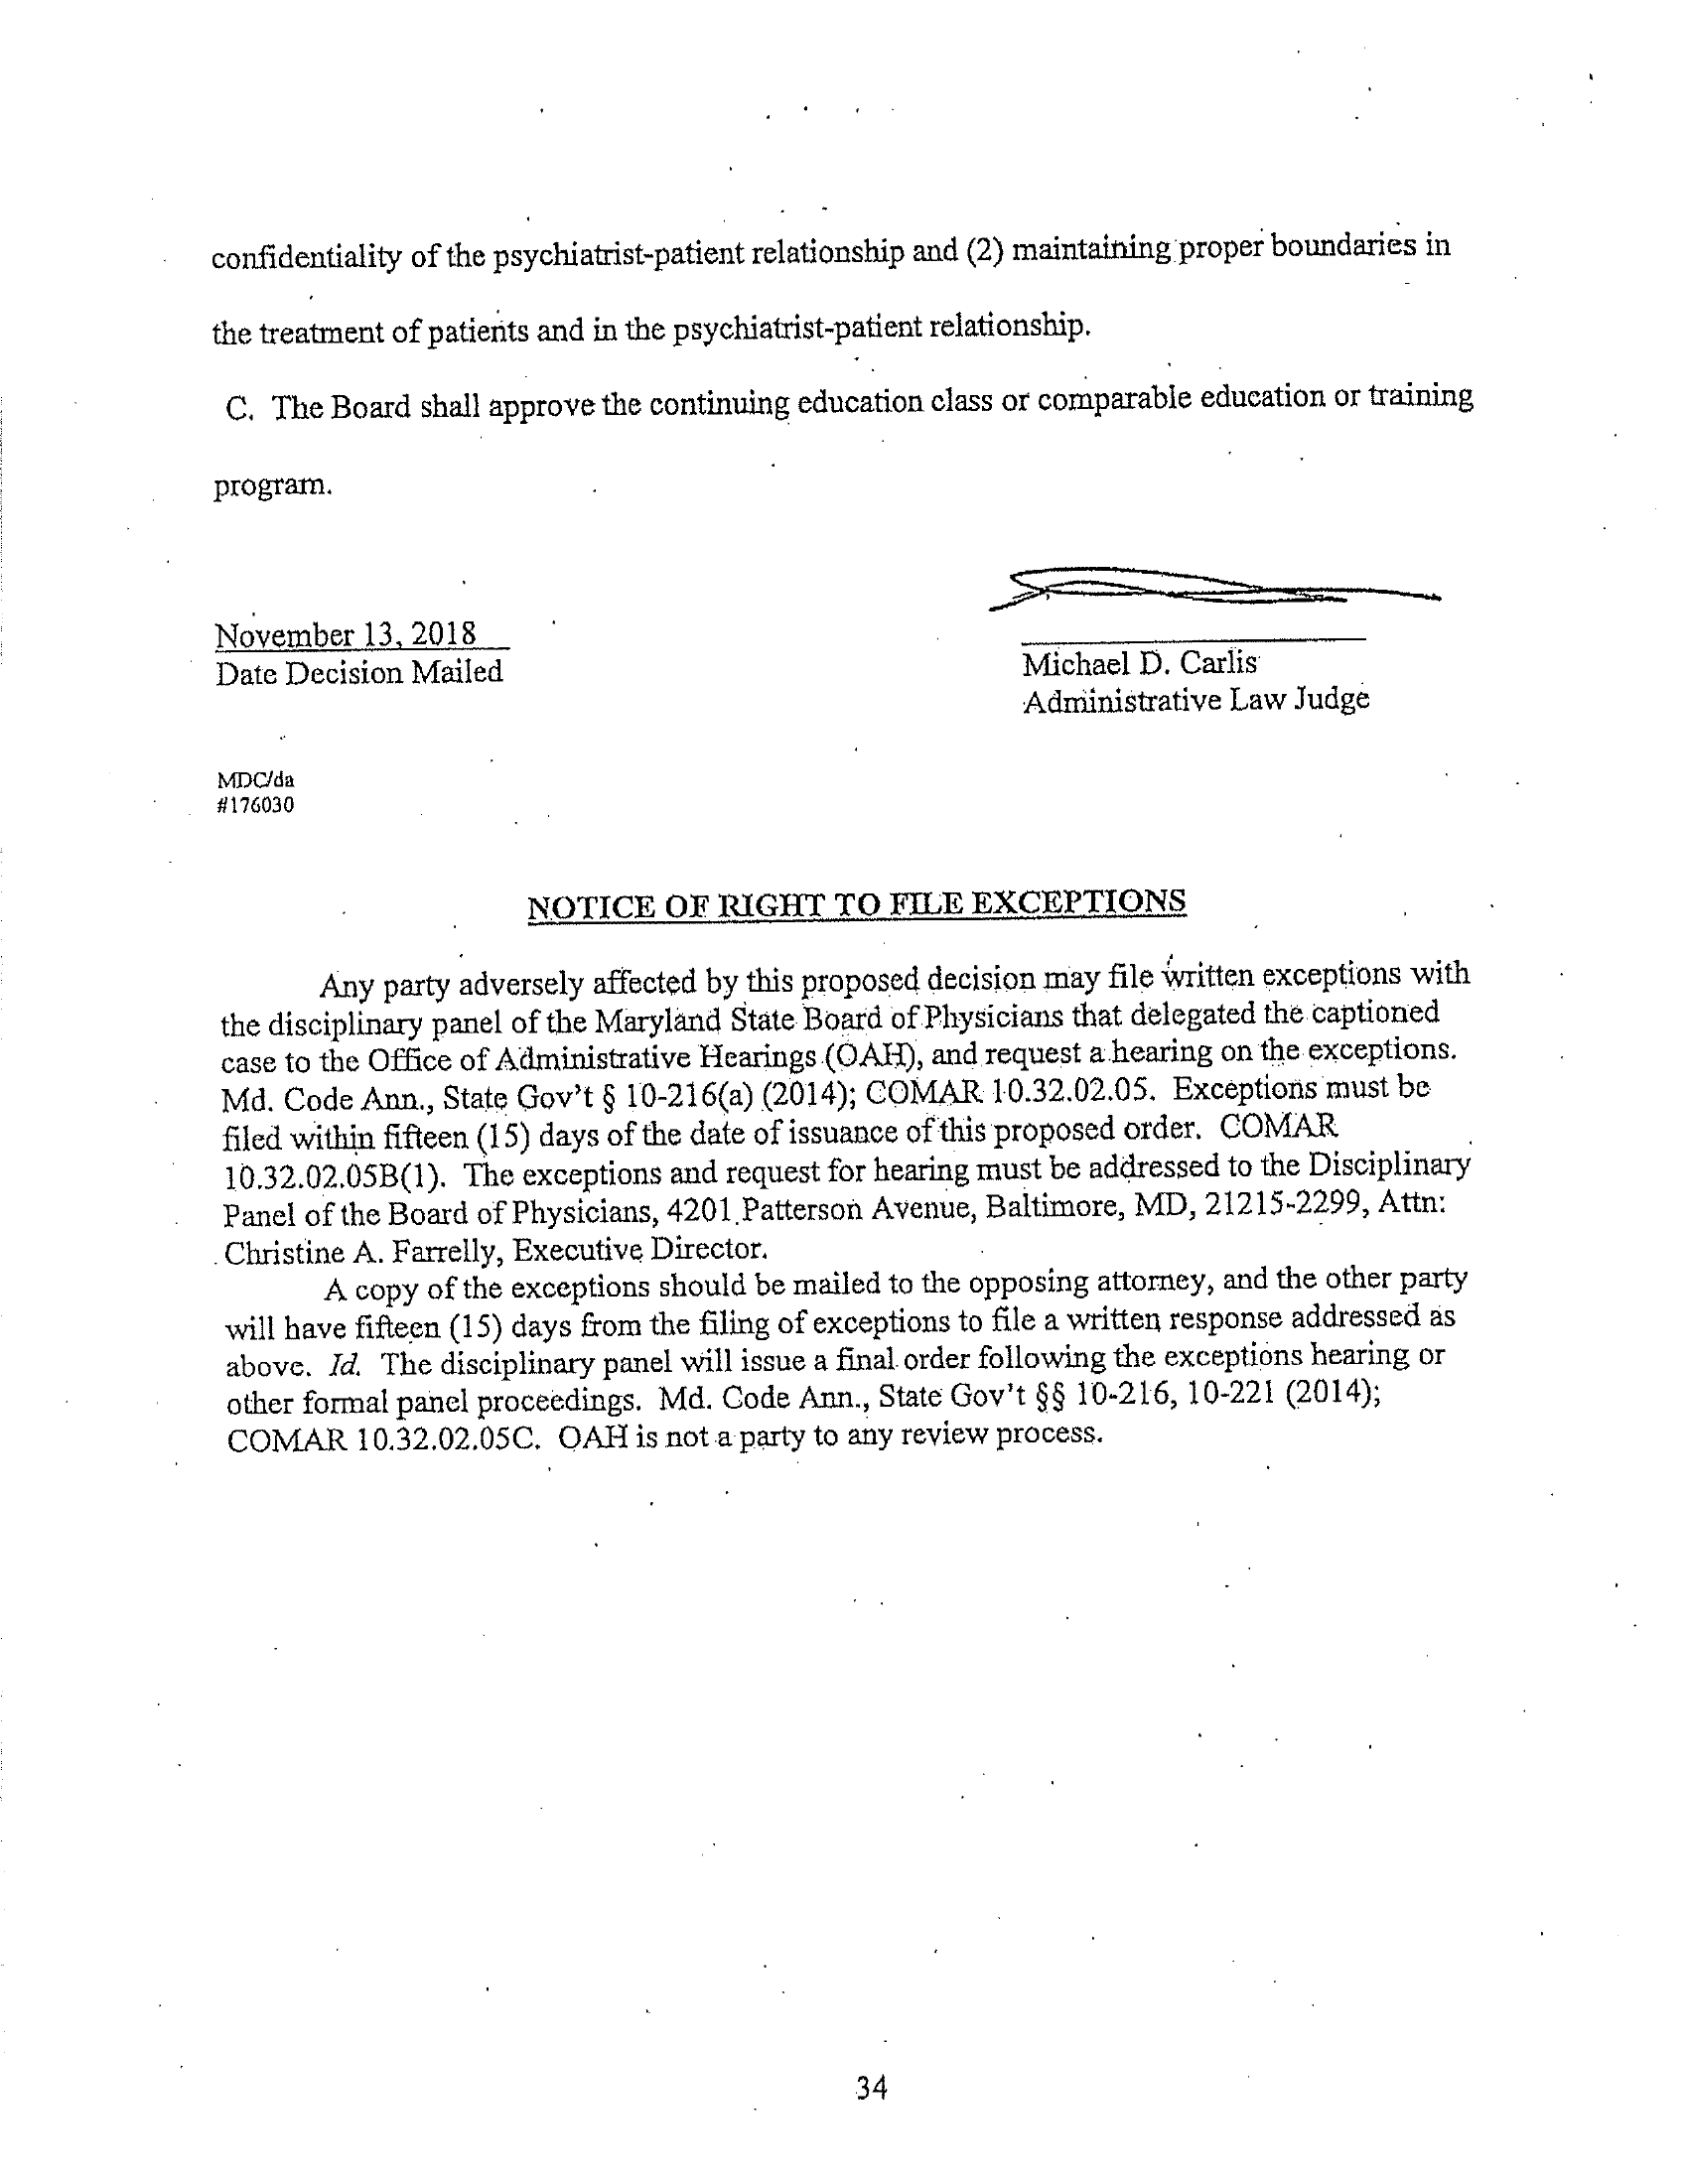 confidentiality of the psychiatrist-patient relationship and (2) maintaining proper boundaries in
the treatment of patients and in the psychiatrist-patient relationship.
C. The Board shall approve the continuing education class or comparable education or training
program.
November 13, 2018
Date Decision Mailed
Michael D. Carlis
Administrative Law Judge
MDC/da
#176030
NOTICE OF RIGHT TO FILE EXCEPTIONS
Any party adversely affected by this proposed decision may file written exceptions with
the disciplinary panel of the Maryland State Board of Physicians that delegated the captioned
case to the Office of Administrative Hearings (OAH), and request a hearing on the exceptions.
Md. Code Ann., State Gov't § 10-216(a) (2014); COMAR 10.32.02.05. Exceptions must be
filed within fifteen (15) days of the date of issuance of this proposed order. COMAR
10.32.02.05B(1). The exceptions and request for hearing must be addressed to the Disciplinary
Panel of the Board of Physicians, 4201 Patterson Avenue, Baltimore, MD, 21215-2299, Attn:
Christine A. Farrelly, Executive Director.
A copy of the exceptions should be mailed to the opposing attorney, and the other party
will have fifteen (15) days from the filing of exceptions to file a written response addressed as
above. Id. The disciplinary panel will issue a final order following the exceptions hearing or
other formal panel proceedings. Md. Code Ann., State Gov't §§ 10-216, 10-221 (2014);
COMAR 10.32.02.05C. OAH is not a party to any review process.
34